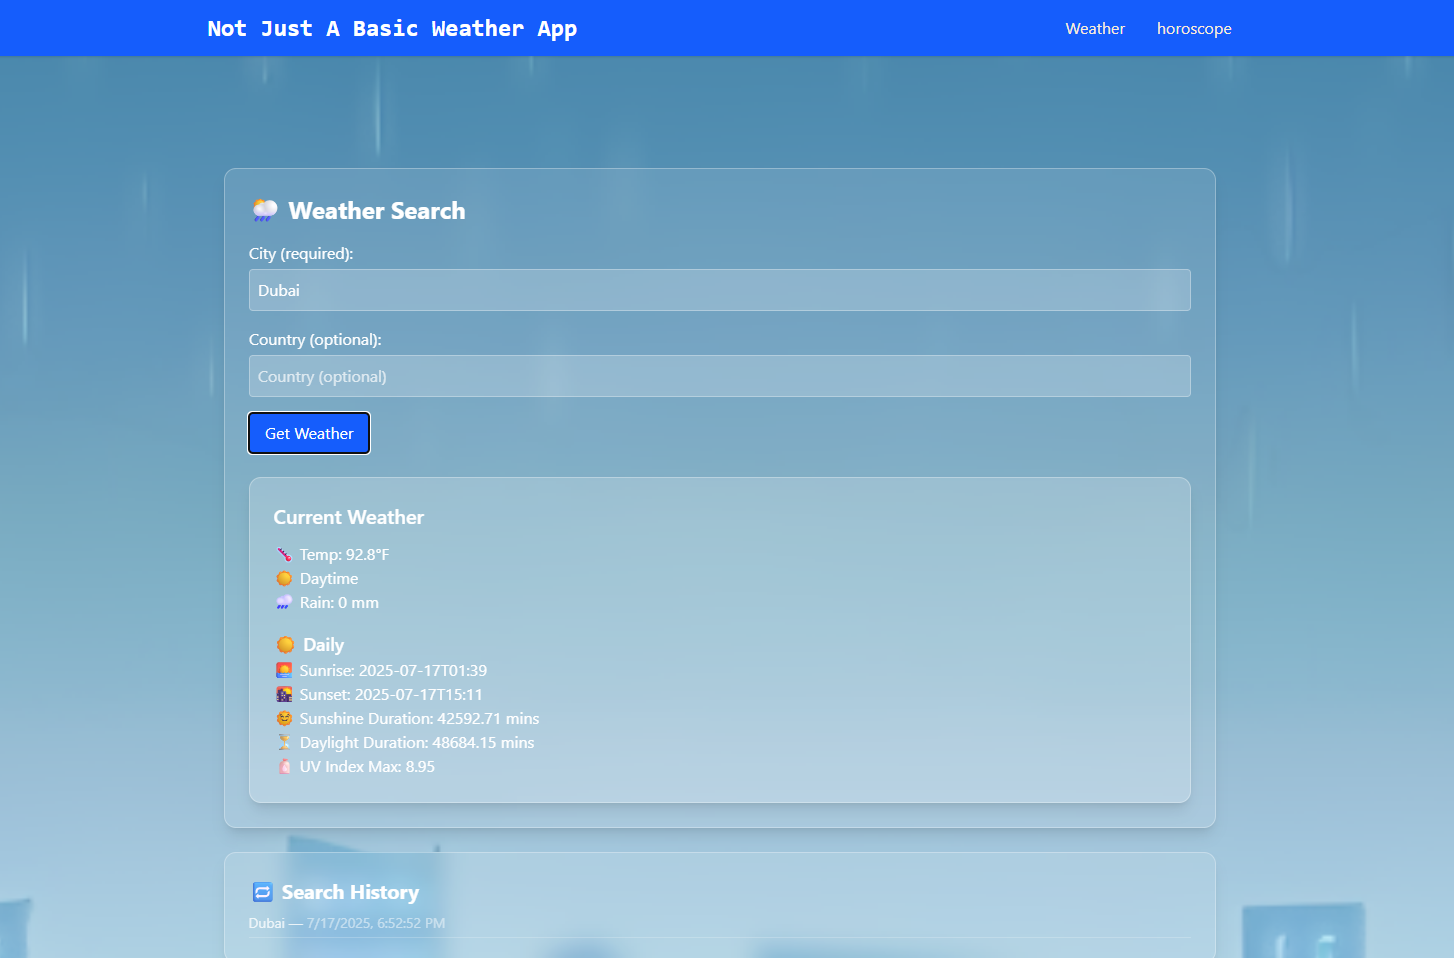 Not Just A Basic Weather App
Weather horoscope
Weather Search
City (required):
Dubai
Country (optional):
Country (optional)
Get Weather
Current Weather
Temp: 92.8°F
Daytime
Rain: 0 mm
Daily
Sunrise: 2025-07-17T01:39
Sunset: 2025-07-17T15:11
Sunshine Duration: 42592.71 mins
Daylight Duration: 48684.15 mins
UV Index Max: 8.95
Search History
Dubai — 7/17/2025, 6:52:52 PM